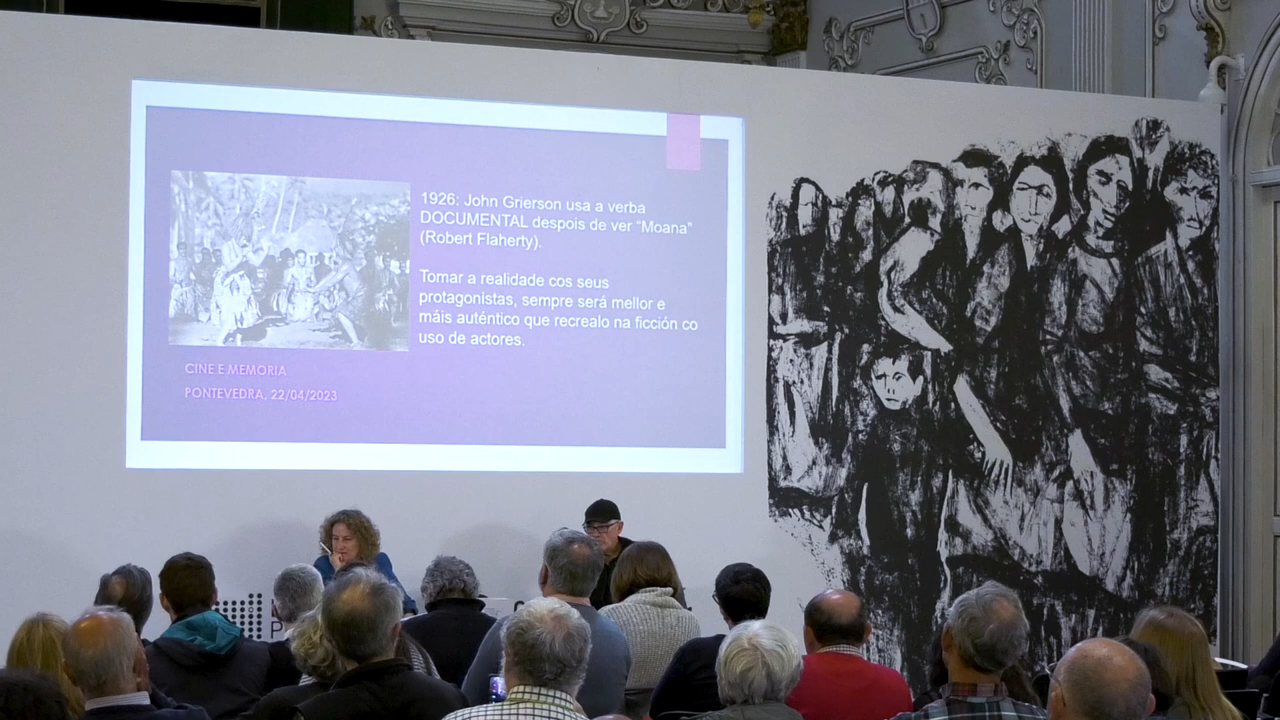 1926: John Grierson usa a verba
DOCUMENTAL despois de ver “Moana”
(Robert Flaherty).
Tomar a realidade cos seus
protagonistas, sempre será mellor e
máis auténtico que recrealo na ficción co
uso de actores.
CINE E MEMORIA
PONTEVEDRA, 22/04/2023